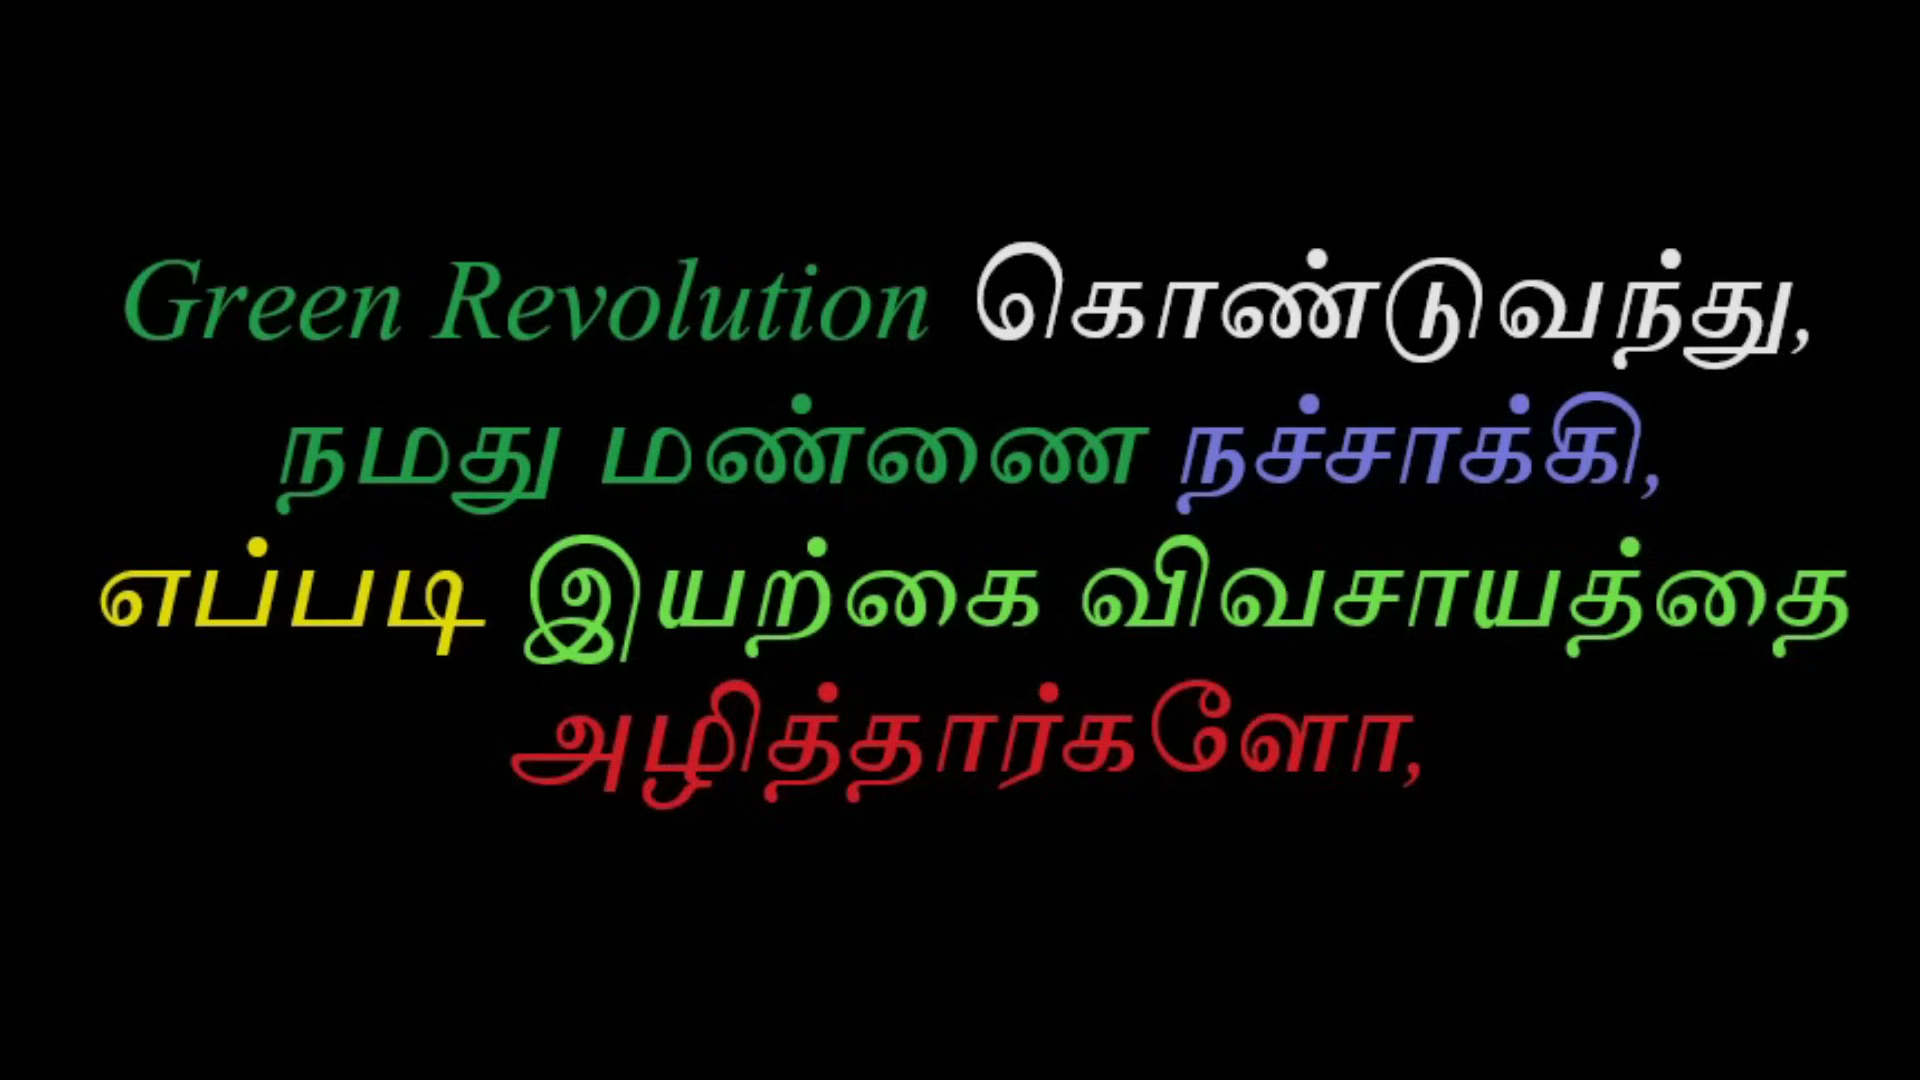 Green Revolution கொண்டுவந்து,
நமது மண்ணை நச்சாக்கி,
எப்படி இயற்கை விவசாயத்தை
அழித்தார்களோ,